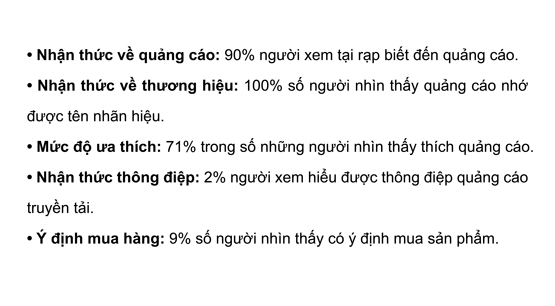 • Nhận thức về quảng cáo: 90% người xem tại rạp biết đến quảng cáo.
• Nhận thức về thương hiệu: 100% số người nhìn thấy quảng cáo nhớ
được tên nhãn hiệu.
• Mức độ ưa thích: 71% trong số những người nhìn thấy thích quảng cáo.
• Nhận thức thông điệp: 2% người xem hiểu được thông điệp quảng cáo
truyền tải.
• Ý định mua hàng: 9% số người nhìn thấy có ý định mua sản phẩm.